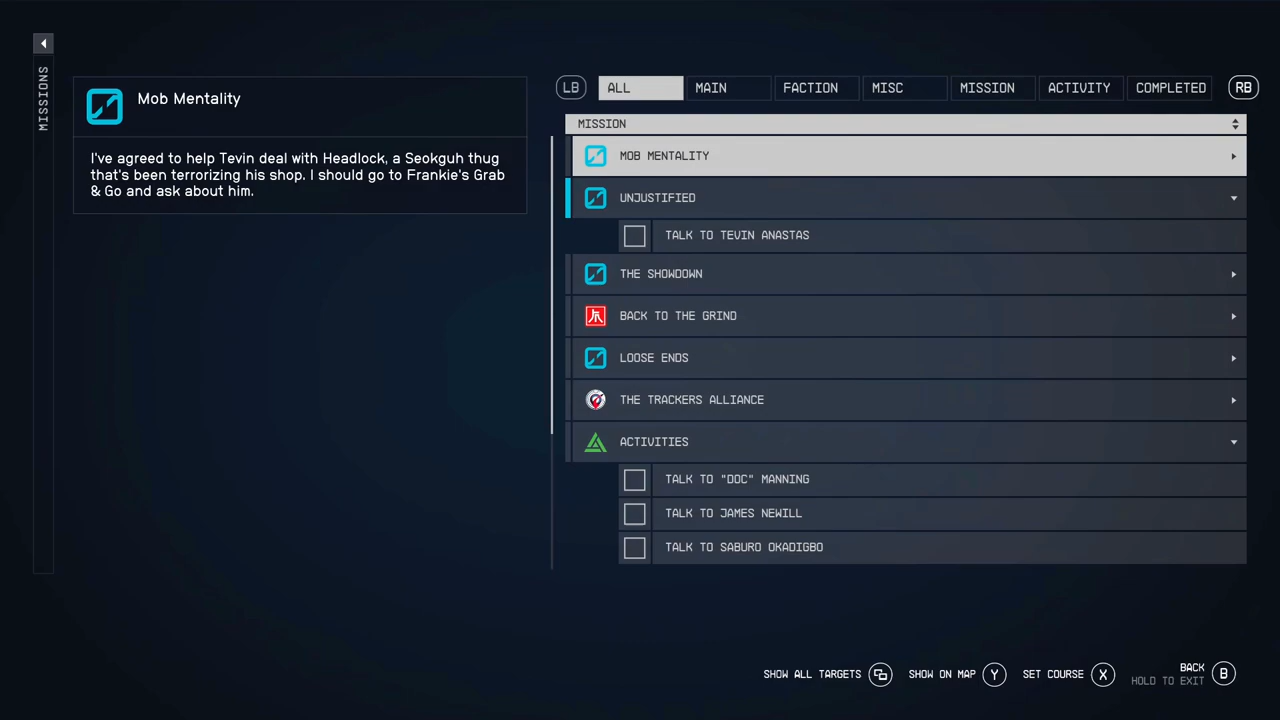 MISSIONS
Mob Mentality
I've agreed to help Tevin deal with Headlock, a Seokguh thug
that's been terrorizing his shop. I should go to Frankie's Grab
& Go and ask about him.
LB ALL MAIN FACTION MISC MISSION ACTIVITY COMPLETED RB
MISSION
MOB MENTALITY
UNJUSTIFIED
TALK TO TEVIN ANASTAS
THE SHOWDOWN
BACK TO THE GRIND
LOOSE ENDS
THE TRACKERS ALLIANCE
ACTIVITIES
TALK TO "DOC" MANNING
TALK TO JAMES NEWILL
TALK TO SABURO OKADIGBO
SHOW ALL TARGETS SHOW ON MAP Y SET COURSE X BACK B
HOLD TO EXIT